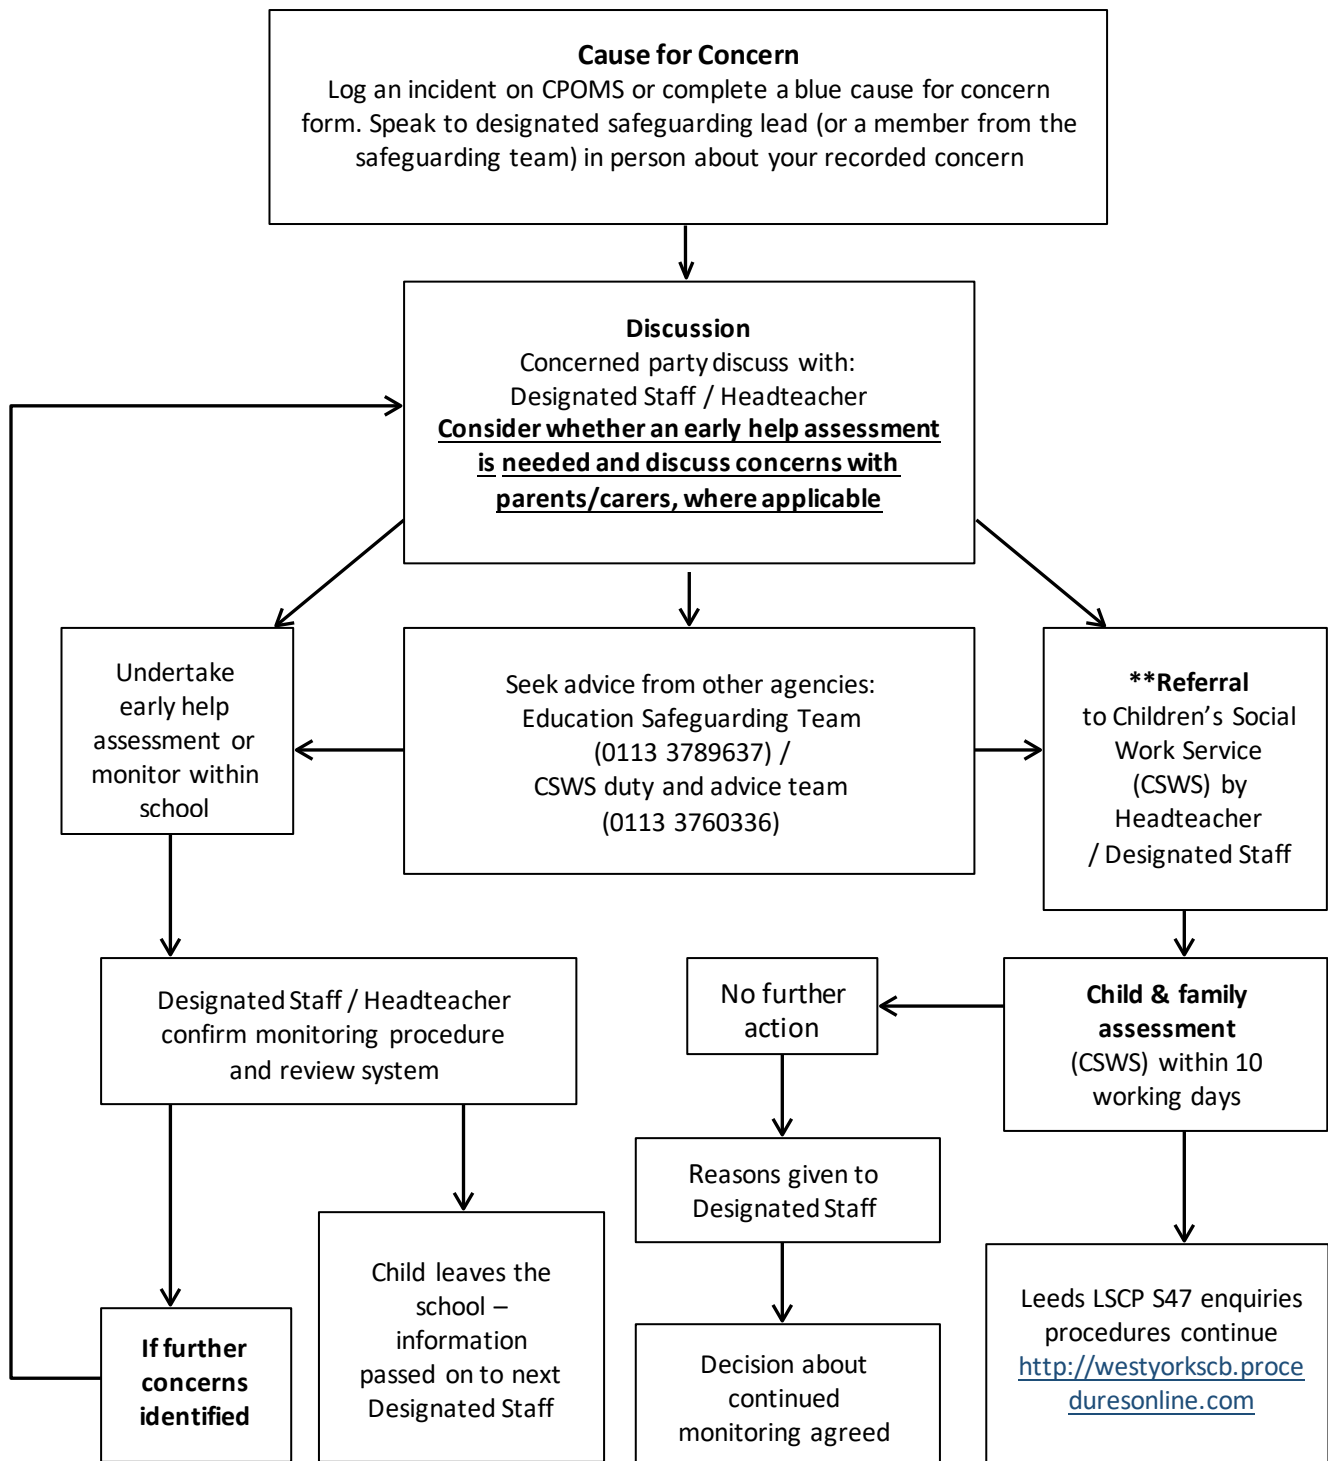 Cause for Concern
Log an incident on CPOMS or complete a blue cause for concern
form. Speak to designated safeguarding lead (or a member from the
safeguarding team) in person about your recorded concern
Discussion
Concerned party discuss with:
Designated Staff / Headteacher
Consider whether an early help assessment
is needed and discuss concerns with
parents/carers, where applicable
Undertake
early help
assessment or
monitor within
school
Seek advice from other agencies:
Education Safeguarding Team
(0113 3789637) /
CSWS duty and advice team
(0113 3760336)
**Referral
to Children’s Social
Work Service
(CSWS) by
Headteacher
/ Designated Staff
Designated Staff / Headteacher
confirm monitoring procedure
and review system
No further
action
Child & family
assessment
(CSWS) within 10
working days
Reasons given to
Designated Staff
If further
concerns
identified
Child leaves the
school –
information
passed on to next
Designated Staff
Decision about
continued
monitoring agreed
Leeds LSCP S47 enquiries
procedures continue
http://westyorkscb.proce
duresonline.com